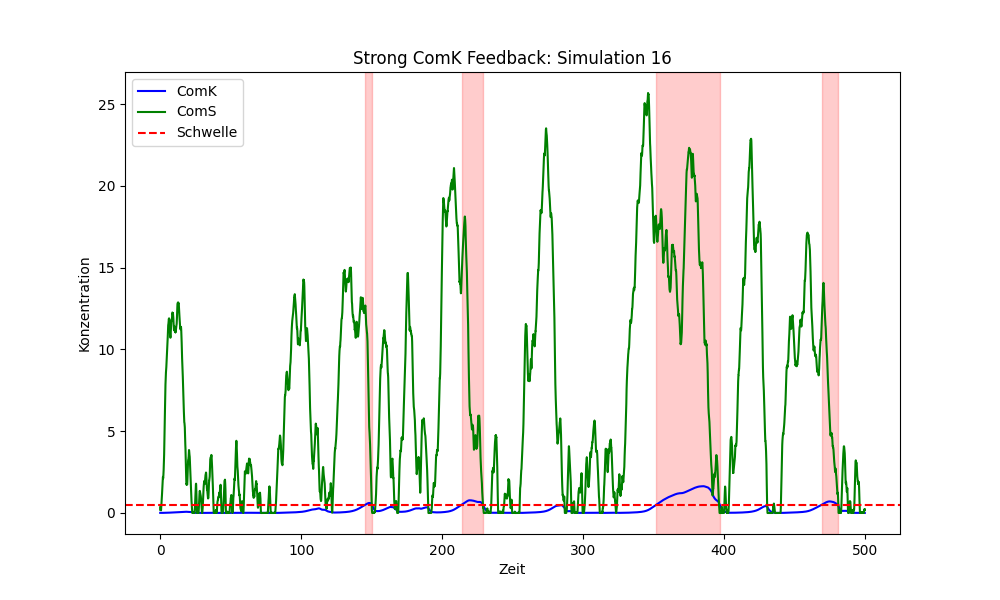 Strong ComK Feedback: Simulation 16
ComK
ComS
Schwelle
Konzentration
25
20
15
10
5
0
0 100 200 300 400 500
Zeit